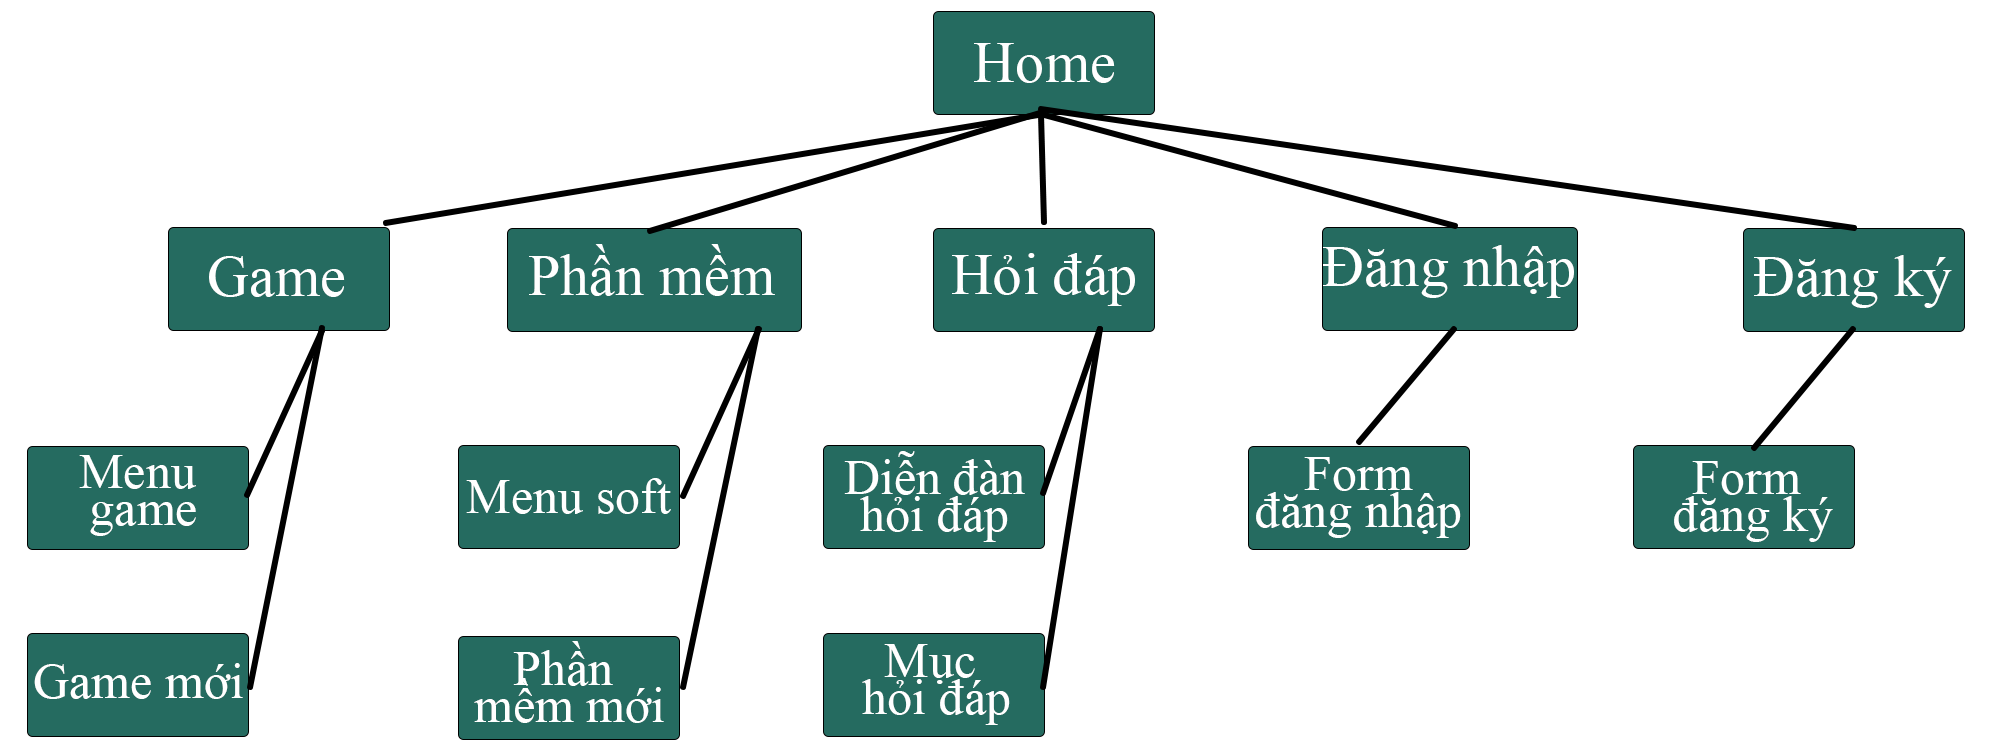 Home
Game
Phần mềm
Hỏi đáp
Đăng nhập
Đăng ký
Menu
game
Menu soft
Diễn đàn
hỏi đáp
Form
đăng nhập
Form
đăng ký
Game mới
Phần
mềm mới
Mục
hỏi đáp